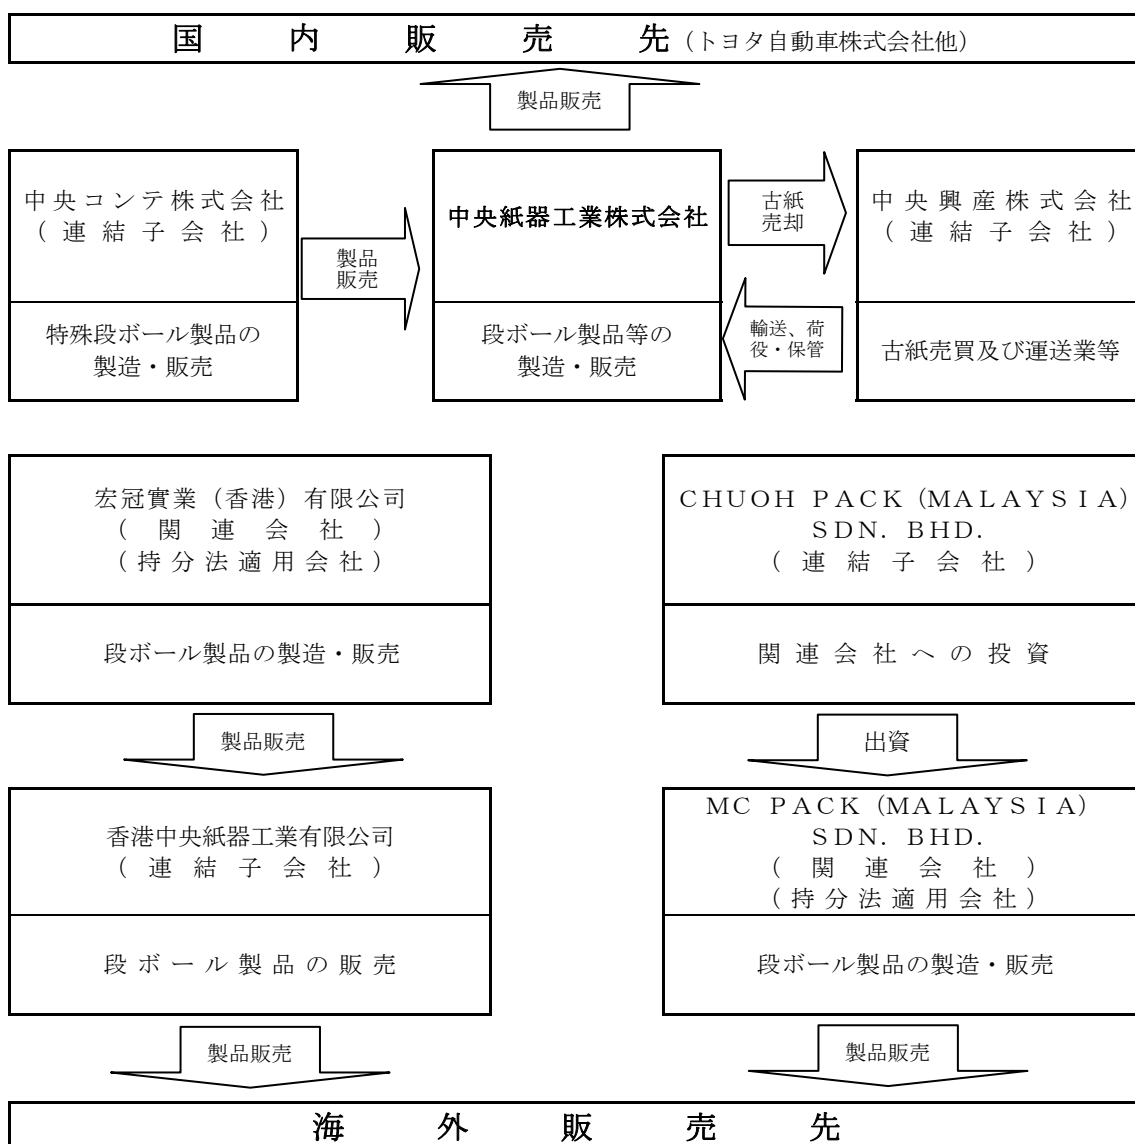 国内販売先（トヨタ自動車株式会社他）
製品販売
中央コンテ株式会社
（連結子会社）
特殊段ボール製品の
製造・販売
製品
販売
中央紙器工業株式会社
段ボール製品等の
製造・販売
古紙
売却
輸送、荷
役・保管
中央興産株式会社
（連結子会社）
古紙売買及び運送業等
宏冠實業（香港）有限公司
（関連会社）
（持分法適用会社）
段ボール製品の製造・販売
製品販売
香港中央紙器工業有限公司
（連結子会社）
段ボール製品の販売
製品販売
ＣＨＵＯＨ ＰＡＣＫ（ＭＡＬＡＹＳＩＡ）
ＳＤＮ．ＢＨＤ．
（連結子会社）
関連会社への投資
出資
ＭＣ ＰＡＣＫ（ＭＡＬＡＹＳＩＡ）
ＳＤＮ．ＢＨＤ．
（関連会社）
（持分法適用会社）
段ボール製品の製造・販売
製品販売
海外販売先